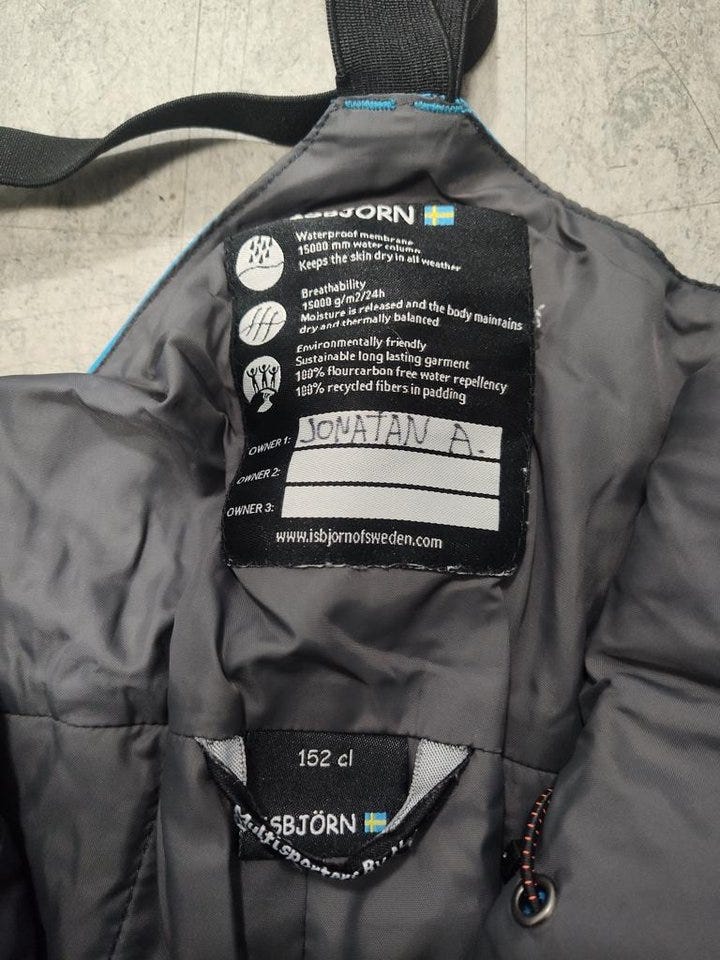 ISBJÖRN
Waterproof membrane
15000 mm water column
Keeps the skin dry in all weather
Breathability
15000 g/m2/24h
Moisture is released and the body maintains
dry and thermally balanced
Environmentally friendly
Sustainable long lasting garment
100% flourcarbon free water repellency
100% recycled fibers in padding
OWNER 1: JONATAN A.
OWNER 2:
OWNER 3:
www.isbjornofsweden.com
152 cl
ISBJÖRN
Multisporters